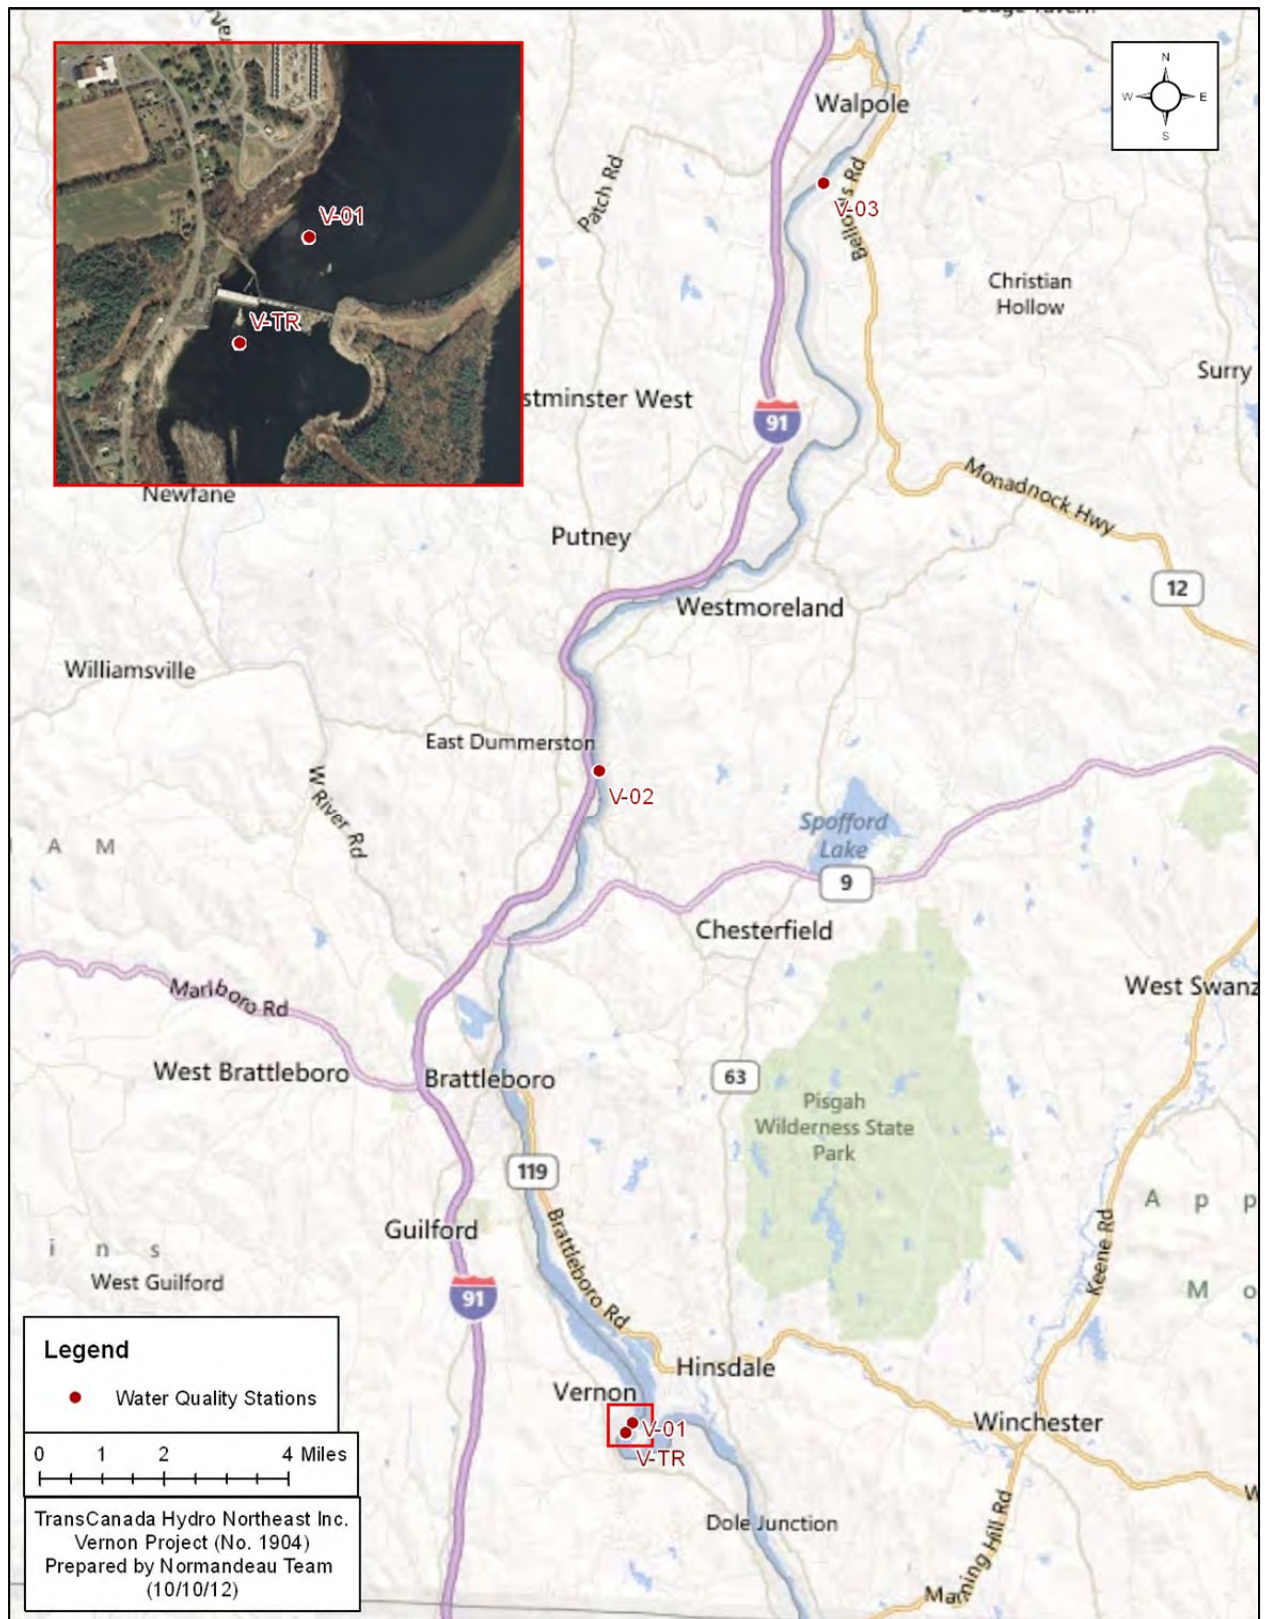 Walpole
N
W
E
S
Patch Rd
V-03
V-01
Christian
Hollow
V-TR
Surry
stminster West
91
Newfane
Monadnock Hwy
Putney
12
Westmoreland
Williamsville
East Dummerston
V-02
W River Rd
Spofford
Lake
A M
9
Chesterfield
West Swanz
Marlboro Rd
West Brattleboro
Brattleboro
63
Pisgah
Wilderness State
Park
119
A p p
Guilford
Brattleboro Rd
Keene Rd
i n s
West Guilford
M o
91
Legend
Hinsdale
Water Quality Stations
Vernon
V-01
Winchester
V-TR
0 2 4 Miles
W
Dole Junction
TransCanada Hydro Northeast Inc.
Vernon Project (No. 1904)
Prepared by Normandeau Team
(10/10/12)
Manning Hill Rd